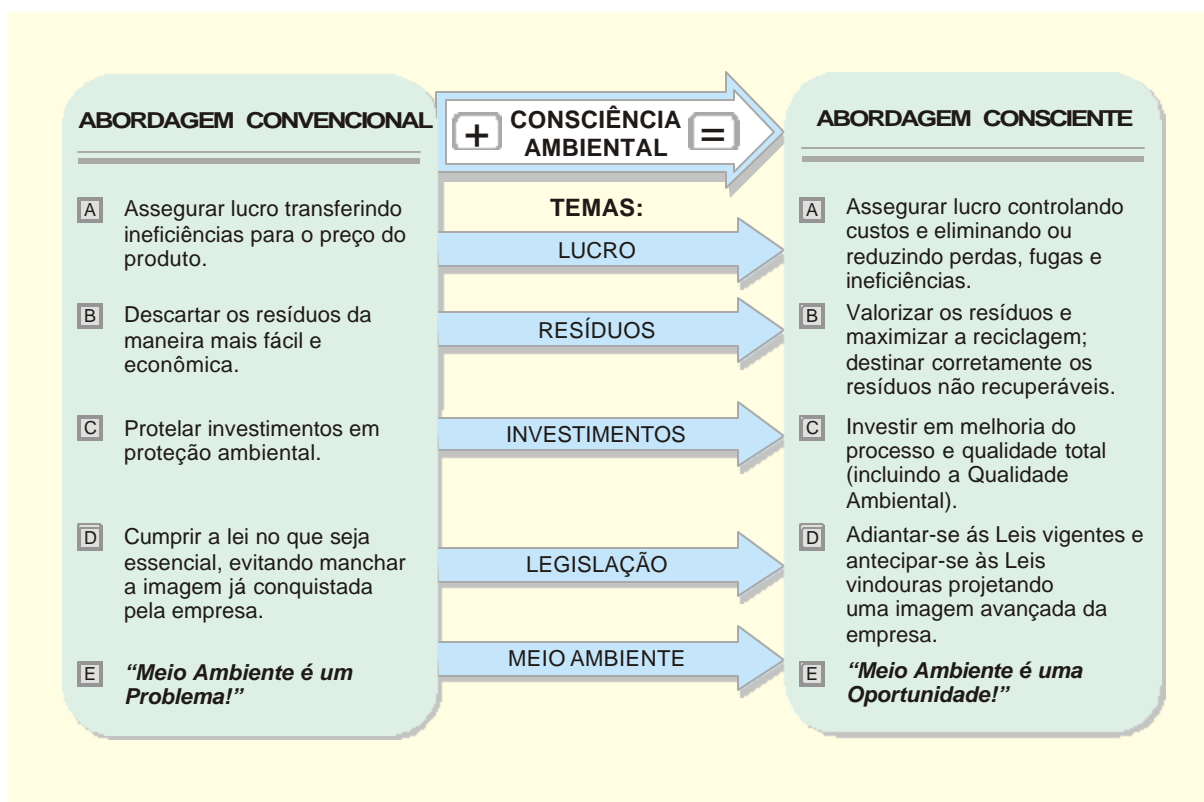 ABORDAGEM CONVENCIONAL
A Assegurar lucro transferindo
ineficiências para o preço do
produto.
B Descartar os resíduos da
maneira mais fácil e
econômica.
C Protelar investimentos em
proteção ambiental.
D Cumprir a lei no que seja
essencial, evitando manchar
a imagem já conquistada
pela empresa.
E “Meio Ambiente é um
Problema!”
+ CONSCIÊNCIA =
AMBIENTAL
TEMAS:
LUCRO
RESÍDUOS
INVESTIMENTOS
LEGISLAÇÃO
MEIO AMBIENTE
ABORDAGEM CONSCIENTE
A Assegurar lucro controlando
custos e eliminando ou
reduzindo perdas, fugas e
ineficiências.
B Valorizar os resíduos e
maximizar a reciclagem;
destinar corretamente os
resíduos não recuperáveis.
C Investir em melhoria do
processo e qualidade total
(incluindo a Qualidade
Ambiental).
D Adiantar-se ás Leis vigentes e
antecipar-se às Leis
vindouras projetando
uma imagem avançada da
empresa.
E “Meio Ambiente é uma
Oportunidade!”